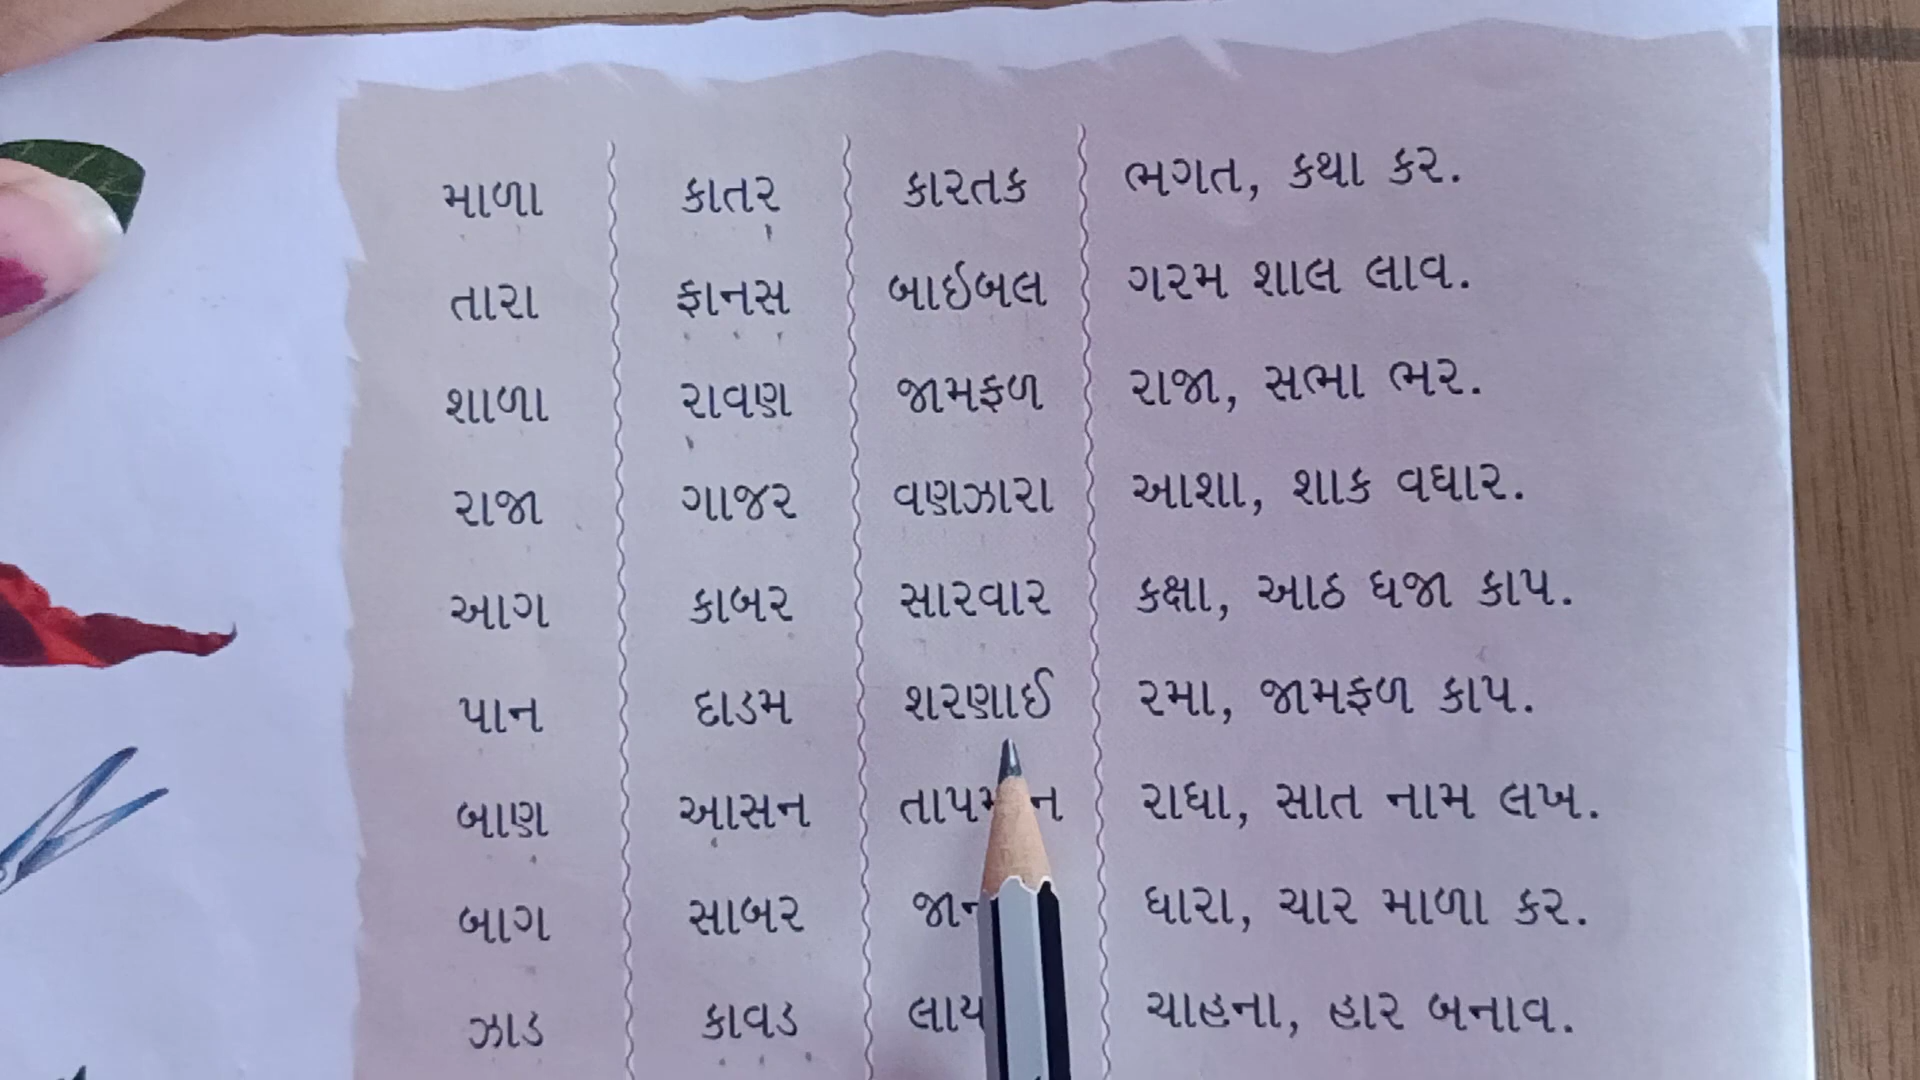 માળા કાતર કારતક ભગત, કથા કર.
તારા ફાનસ બાઇબલ ગરમ શાલ લાવ.
શાળા રાવણ જામફળ રાજા, સભા ભર.
રાજા ગાજર વણઝારા આશા, શાક વઘાર.
આગ કાબર સારવાર કક્ષા, આઠ ધજા કાપ.
પાન દાડમ શરણાઈ રમા, જામફળ કાપ.
બાણ આસન રાધા, સાત નામ લખ.
બાગ સાબર ધારા, ચાર માળા કર.
ઝાડ કાવડ ચાહના, હાર બનાવ.